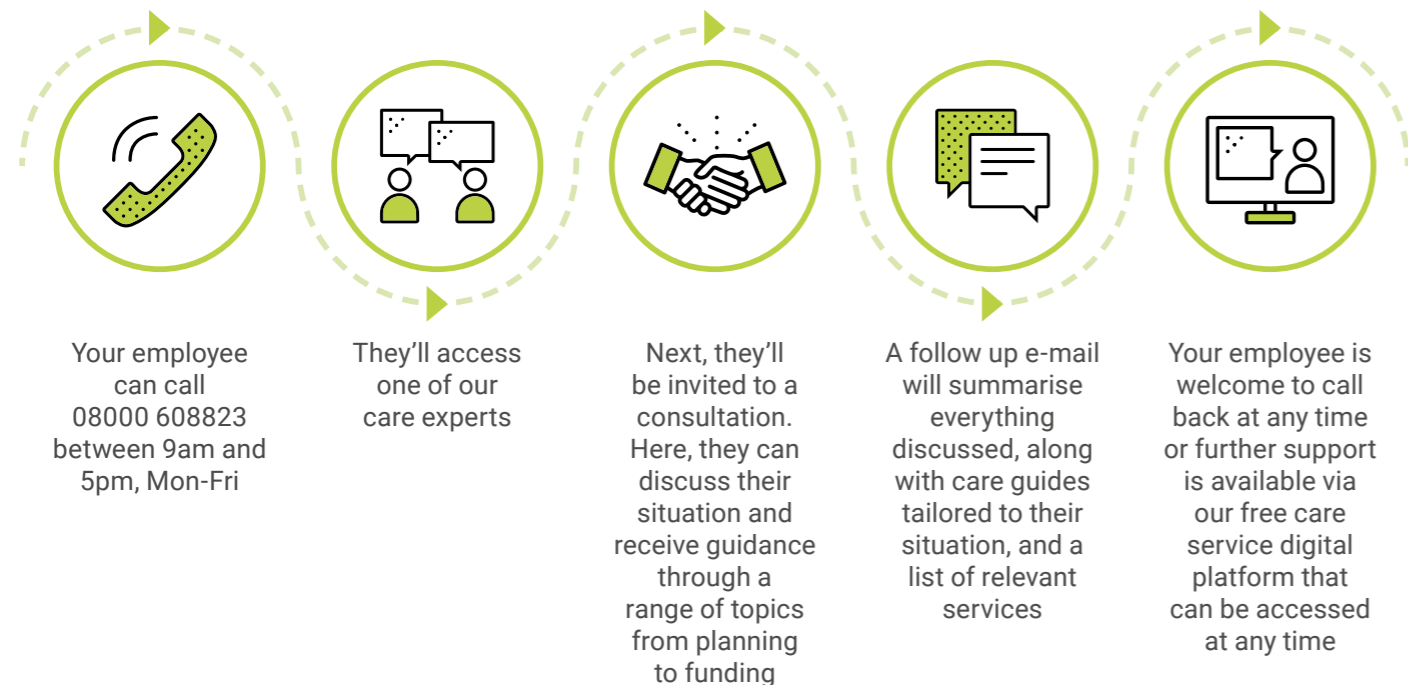 Your employee
can call
08000 608823
between 9am and
5pm, Mon-Fri
They’ll access
one of our
care experts
Next, they’ll
be invited to a
consultation.
Here, they can
discuss their
situation and
receive guidance
through a
range of topics
from planning
to funding
A follow up e-mail
will summarise
everything
discussed, along
with care guides
tailored to their
situation, and a
list of relevant
services
Your employee is
welcome to call
back at any time
or further support
is available via
our free care
service digital
platform that
can be accessed
at any time